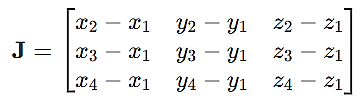 x₂ − x₁ y₂ − y₁ z₂ − z₁
J = x₃ − x₁ y₃ − y₁ z₃ − z₁
x₄ − x₁ y₄ − y₁ z₄ − z₁